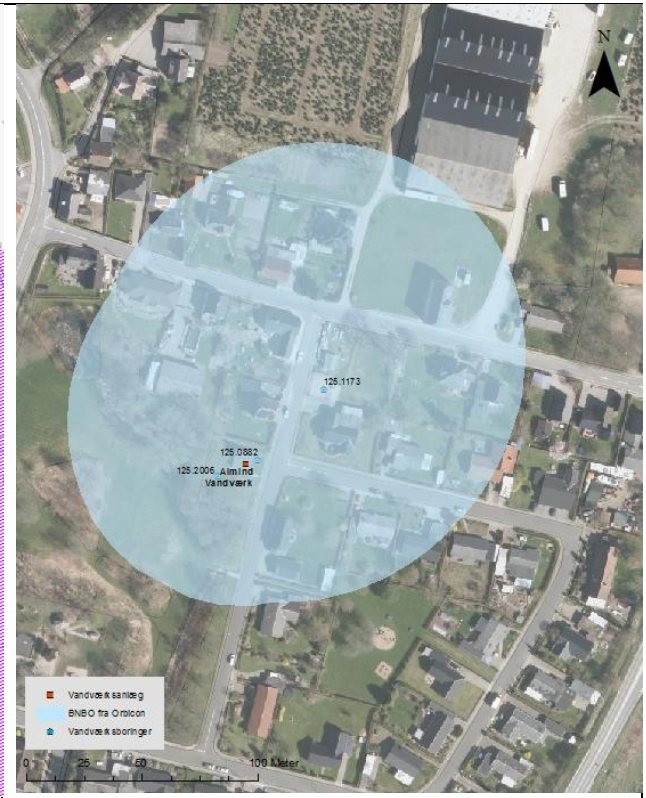 N
125.1173
125.0882
125.2006 Almind
Vandværk
Vandværksanlæg
BNBO fra Orbicon
Vandværksboringer
0 25 50 100 Meter